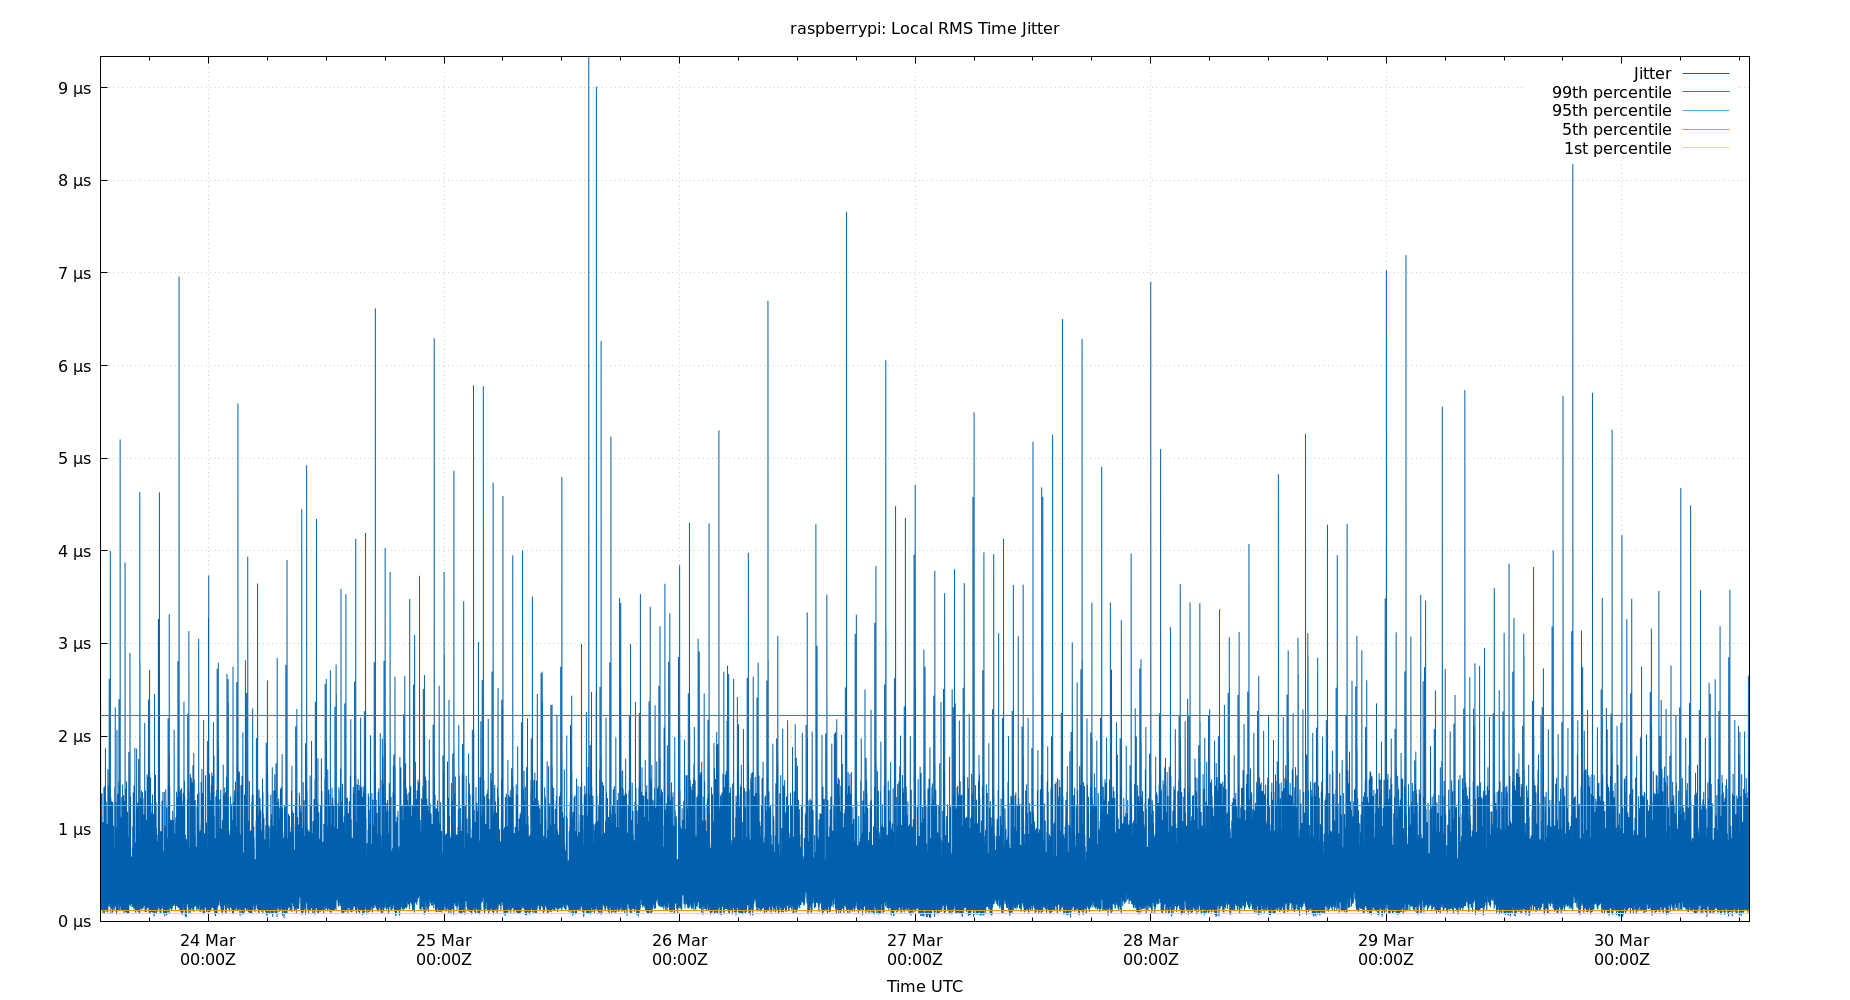 raspberrypi: Local RMS Time Jitter
Jitter
99th percentile
95th percentile
5th percentile
1st percentile
9 µs
8 µs
7 µs
6 µs
5 µs
4 µs
3 µs
2 µs
1 µs
0 µs
24 Mar 25 Mar 26 Mar 27 Mar 28 Mar 29 Mar 30 Mar
00:00Z 00:00Z 00:00Z 00:00Z 00:00Z 00:00Z 00:00Z
Time UTC